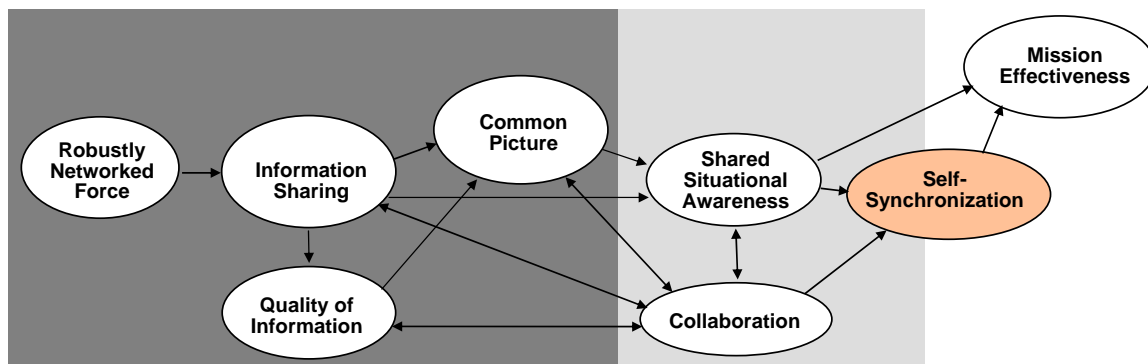 Robustly
Networked
Force
Information
Sharing
Quality of
Information
Common
Picture
Shared
Situational
Awareness
Collaboration
Self-
Synchronization
Mission
Effectiveness